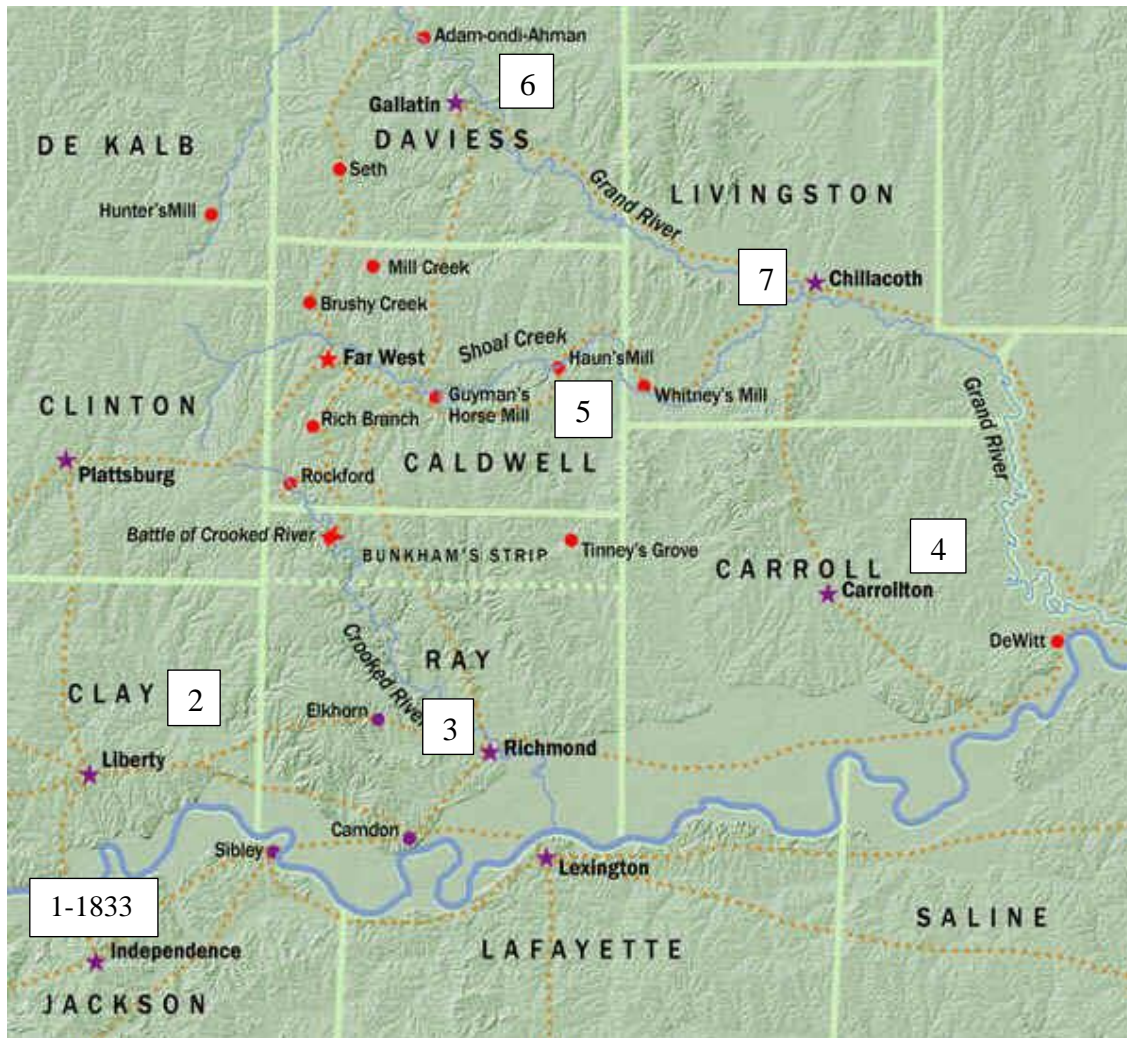 Adam-ondi-Ahman
6
Gallatin
DAVIESS
DE KALB
Seth
Grand River
LIVINGSTON
Hunter'sMill
Mill Creek
7
Chillacoth
Brushy Creek
Shoal Creek
Far West
Haun'sMill
Grand River
CLINTON
Guyman's
Horse Mill
5
Whitney's Mill
Rich Branch
Plattsburg
Rockford
CALDWELL
Battle of Crooked River
BUNKHAM'S STRIP
Tinney's Grove
4
CARROLL
Carrollton
DeWitt
Crooked River
RAY
CLAY
2
Elkhorn
3
Richmond
Liberty
Camdon
Sibley
Lexington
1-1833
SALINE
Independence
LAFAYETTE
JACKSON